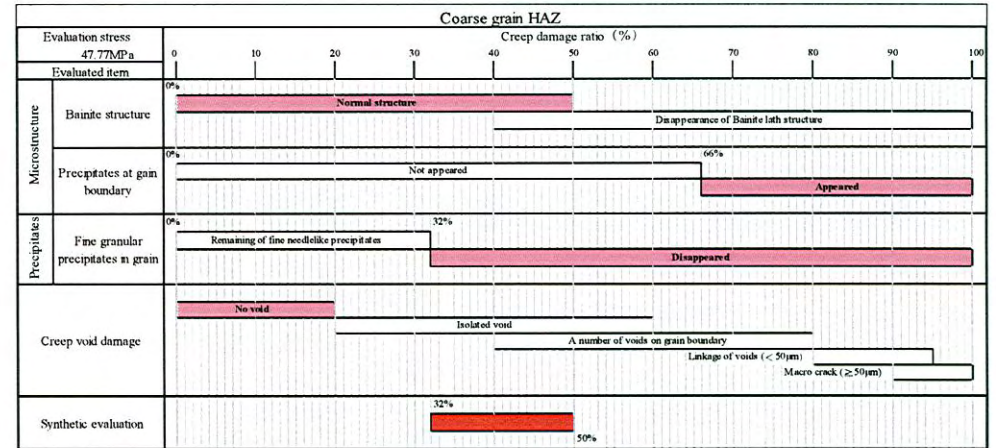 Coarse grain HAZ
Evaluation stress
47.77MPa
Creep damage ratio (%)
0 10 20 30 40 50 60 70 80 90 100
Evaluated item
Microstructure
Bainite structure
0%
Normal structure
Disappearance of Bainite lath structure
Precipitates at gain
boundary
0%
66%
Not appeared
Appeared
Precipitates
Fine granular
precipitates in grain
0%
32%
Remaining of fine needlelike precipitates
Disappeared
Creep void damage
No void
Isolated void
A number of voids on grain boundary
Linkage of voids (< 50μm)
Macro crack (≥50μm)
Synthetic evaluation
32%
50%